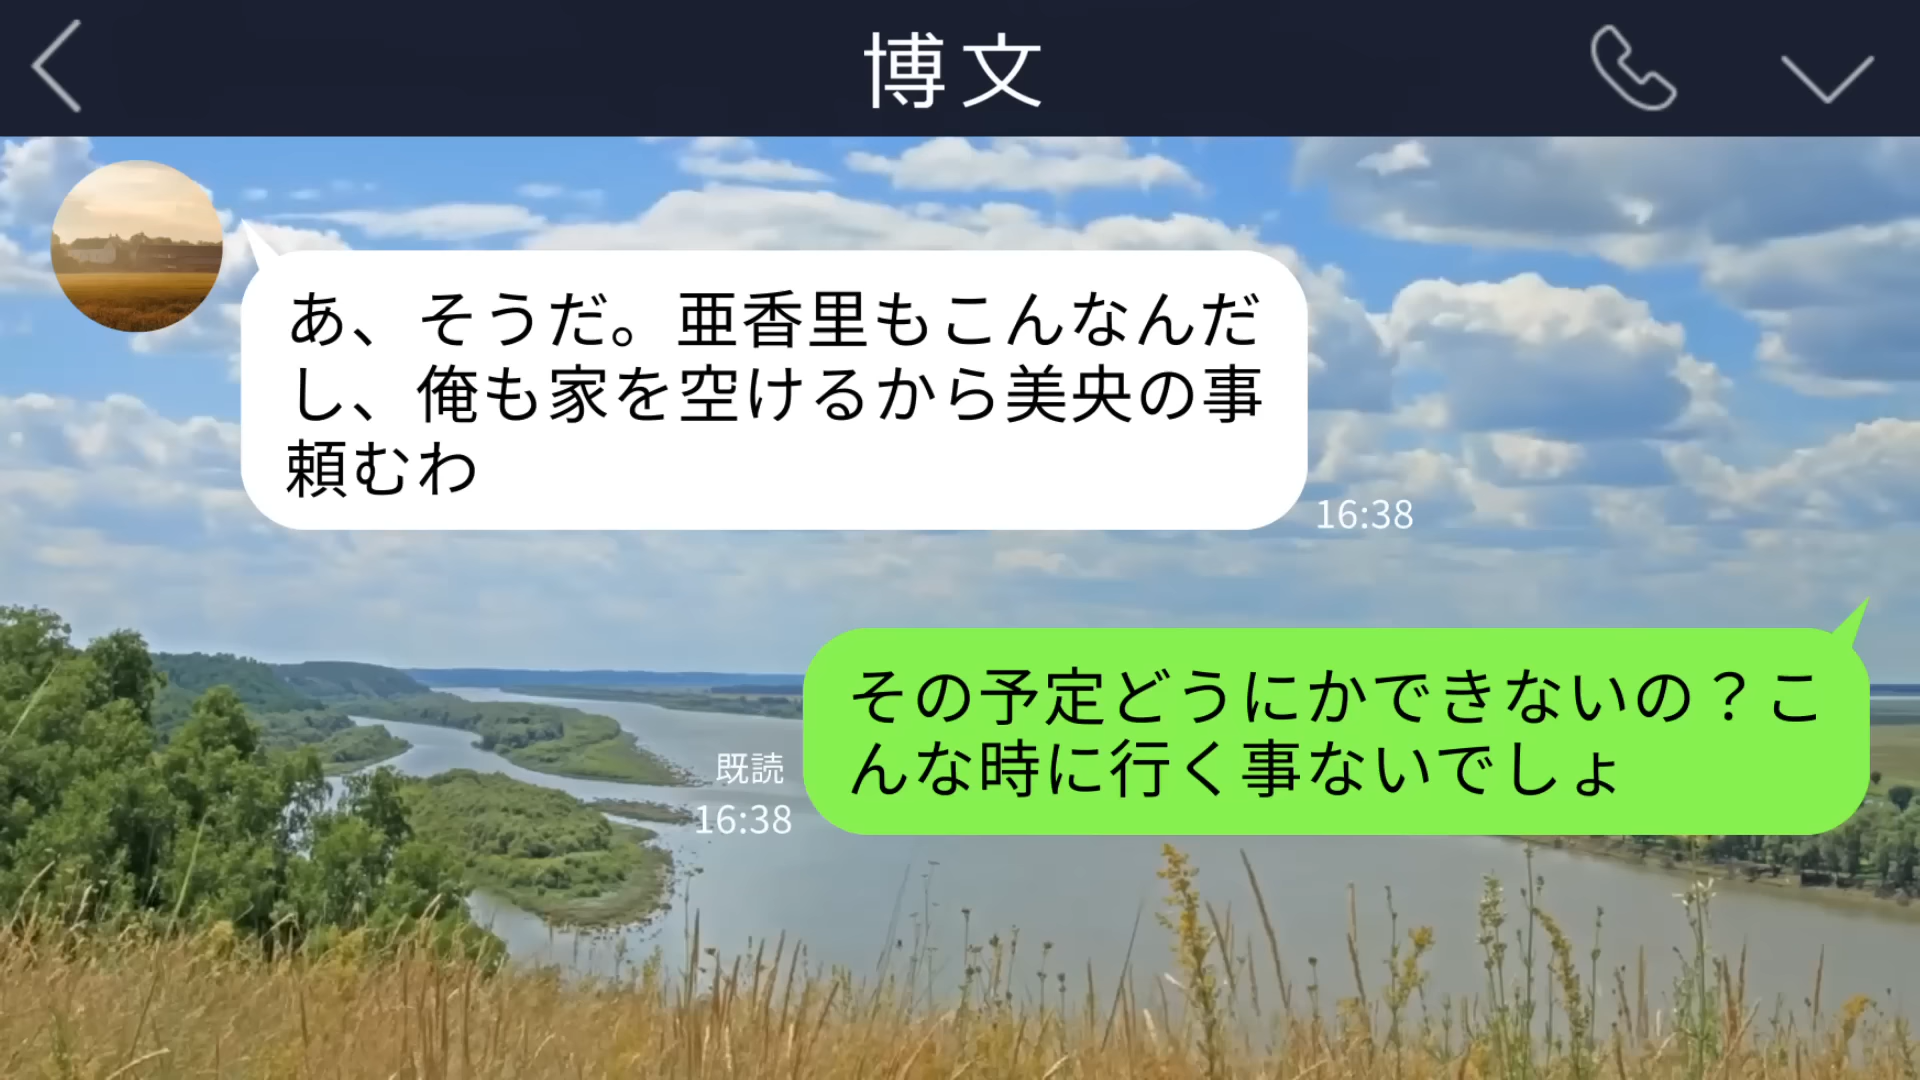 博文
あ、そうだ。亜香里もこんなんだ
し、俺も家を空けるから美央の事
頼むわ
16:38
その予定どうにかできないの？こ
んな時に行く事ないでしょ
既読
16:38